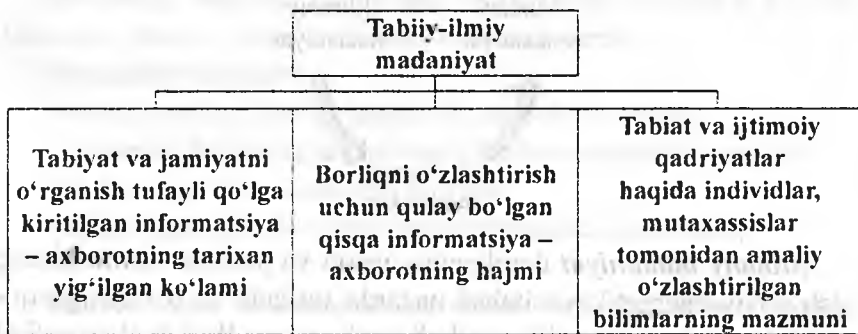 Tabiiy-ilmiy
madaniyat
Tabiyat va jamiyatni
o‘rganish tufayli qo‘lga
kiritilgan informatsiya
– axborotning tarixan
yig‘ilgan ko‘lami
Borliqni o‘zlashtirish
uchun qulay bo‘lgan
qisqa informatsiya –
axborotning hajmi
Tabiat va ijtimoiy
qadriyatlar
haqida individlar,
mutaxassislar
tomonidan amaliy
o‘zlashtirilgan
bilimlarning mazmuni